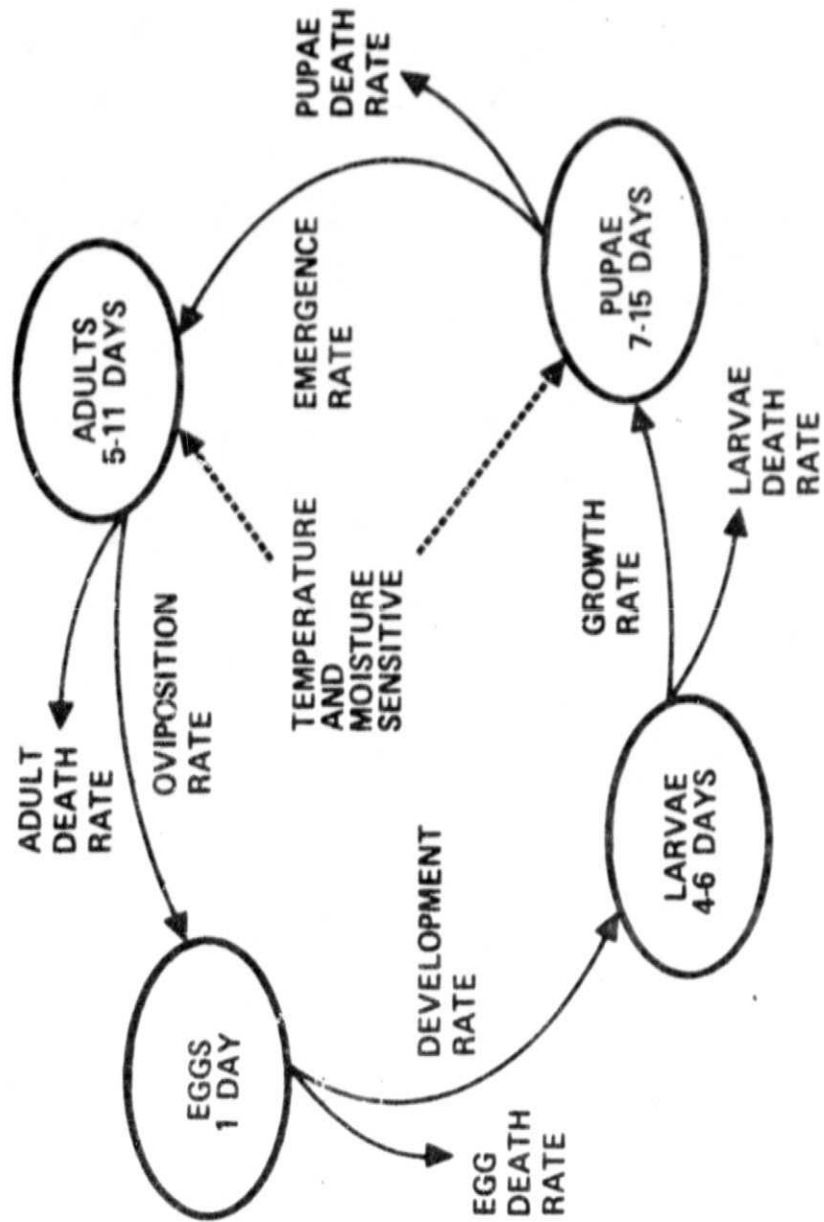 ADULT
DEATH
RATE
ADULTS
5-11 DAYS
OVIPOSITION
RATE
EGGS
1 DAY
TEMPERATURE
AND
MOISTURE
SENSITIVE
EMERGENCE
RATE
PUPAE
DEATH
RATE
DEVELOPMENT
RATE
EGG
DEATH
RATE
GROWTH
RATE
PUPAE
7-15 DAYS
LARVAE
4-6 DAYS
LARVAE
DEATH
RATE